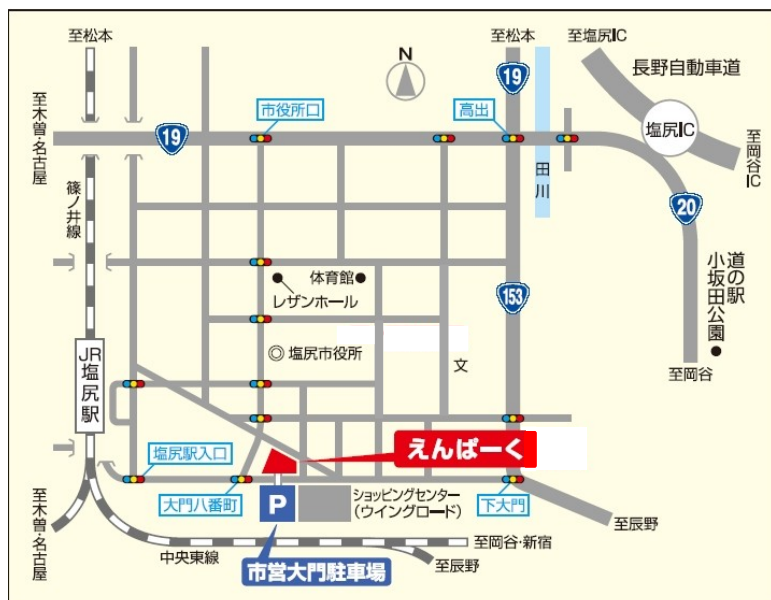 至松本
至松本
至塩尻IC
N
19
長野自動車道
市役所口
高出
至木曽・名古屋
19
塩尻IC
至岡谷IC
田川
篠ノ井線
20
体育館
レザンホール
153
道の駅
小坂田公園
塩尻市役所
文
JR塩尻駅
至岡谷
えんぱーく
塩尻駅入口
大門八番町
P
ショッピングセンター
(ウイングロード)
下大門
至木曽・名古屋
至辰野
中央東線
至岡谷・新宿
市営大門駐車場
至辰野